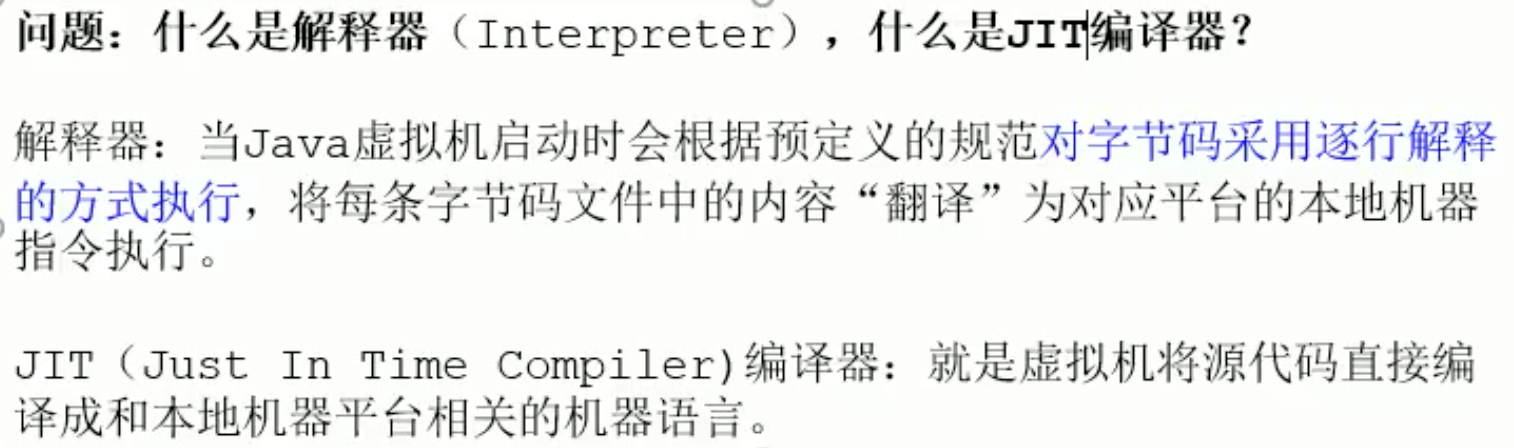 问题：什么是解释器（Interpreter），什么是JIT编译器？
解释器：当Java虚拟机启动时会根据预定义的规范对字节码采用逐行解释
的方式执行，将每条字节码文件中的内容“翻译”为对应平台的本地机器
指令执行。
JIT（Just In Time Compiler)编译器：就是虚拟机将源代码直接编
译成和本地机器平台相关的机器语言。